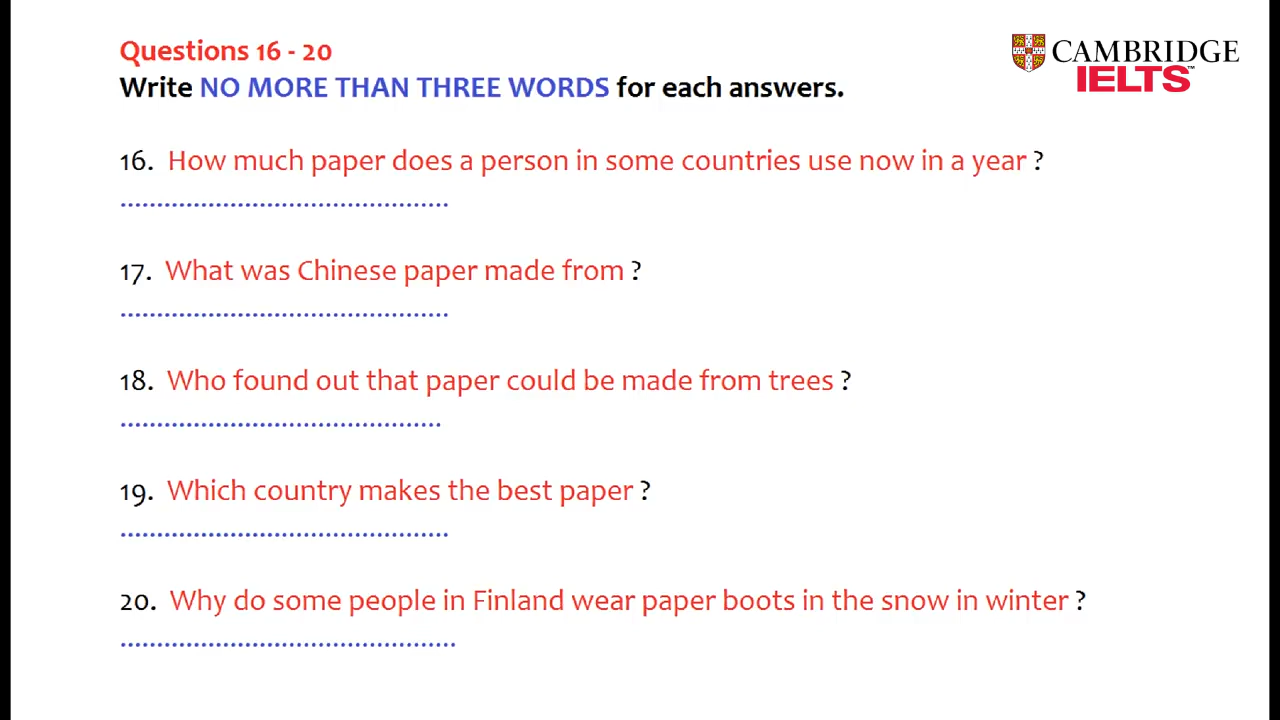 Questions 16 - 20
CAMBRIDGE
IELTS™
Write NO MORE THAN THREE WORDS for each answers.
16. How much paper does a person in some countries use now in a year ?
.............................................
17. What was Chinese paper made from ?
.............................................
18. Who found out that paper could be made from trees ?
............................................
19. Which country makes the best paper ?
.............................................
20. Why do some people in Finland wear paper boots in the snow in winter ?
..............................................